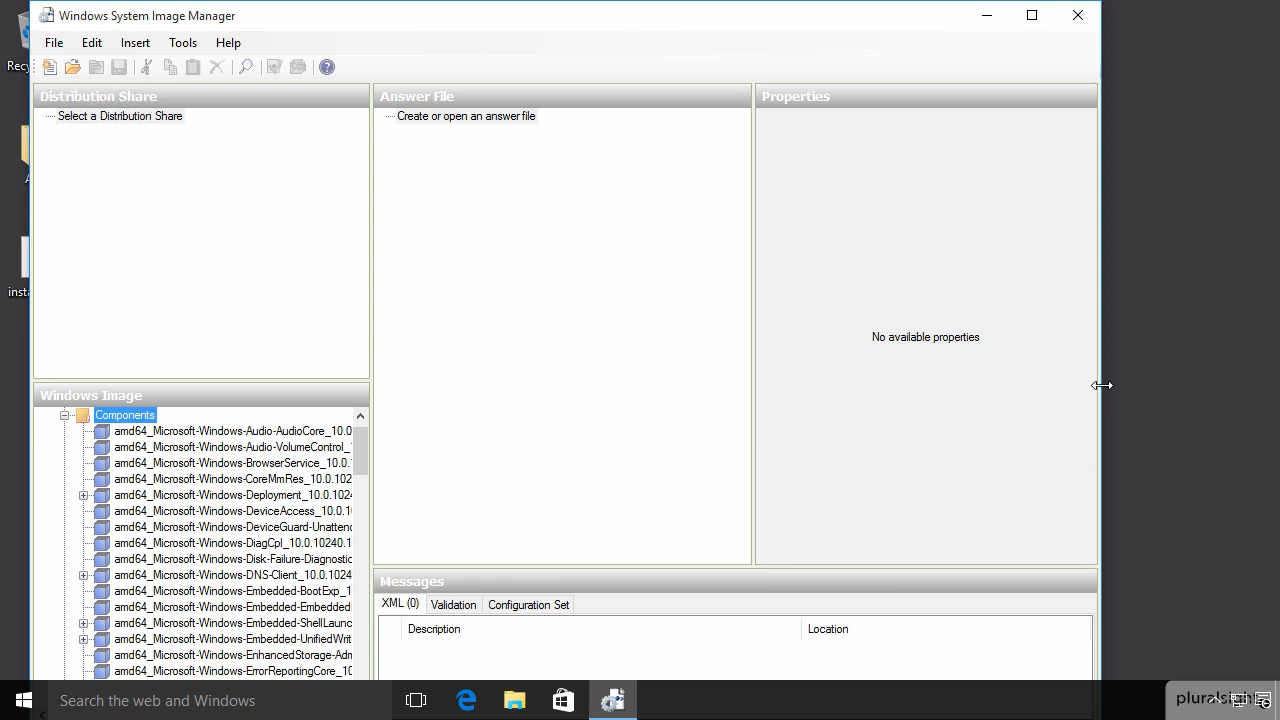 Windows System Image Manager
File Edit Insert Tools Help
Distribution Share
Select a Distribution Share
Answer File
Create or open an answer file
Properties
No available properties
Windows Image
Components
amd64_Microsoft-Windows-Audio-AudioCore_10.0
amd64_Microsoft-Windows-Audio-VolumeControl_
amd64_Microsoft-Windows-BrowserService_10.0.
amd64_Microsoft-Windows-CoreMmRes_10.0.102
amd64_Microsoft-Windows-Deployment_10.0.1024
amd64_Microsoft-Windows-DeviceAccess_10.0.1
amd64_Microsoft-Windows-DeviceGuard-Unattend
amd64_Microsoft-Windows-DiagCpl_10.0.10240.1
amd64_Microsoft-Windows-Disk-Failure-Diagnostic
amd64_Microsoft-Windows-DNS-Client_10.0.1024
amd64_Microsoft-Windows-Embedded-BootExp_1
amd64_Microsoft-Windows-Embedded-Embedded
amd64_Microsoft-Windows-Embedded-ShellLaunc
amd64_Microsoft-Windows-Embedded-UnifiedWrit
amd64_Microsoft-Windows-EnhancedStorage-Adm
amd64_Microsoft-Windows-ErrorReportingCore_10
Messages
XML (0) Validation Configuration Set
Description Location
Recy
insta
Search the web and Windows